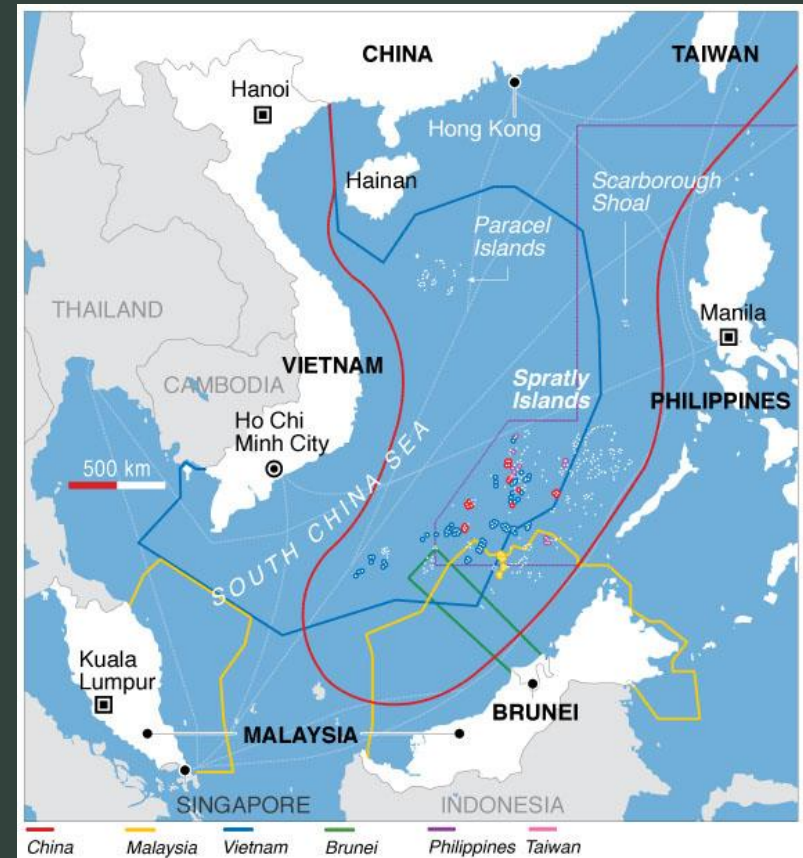 CHINA
TAIWAN
Hanoi
Hong Kong
Hainan
Scarborough
Shoal
Paracel
Islands
THAILAND
Manila
VIETNAM
CAMBODIA
Spratly
Islands
PHILIPPINES
Ho Chi
Minh City
500 km
SOUTH CHINA SEA
Kuala
Lumpur
BRUNEI
MALAYSIA
SINGAPORE
INDONESIA
China Malaysia Vietnam Brunei Philippines Taiwan